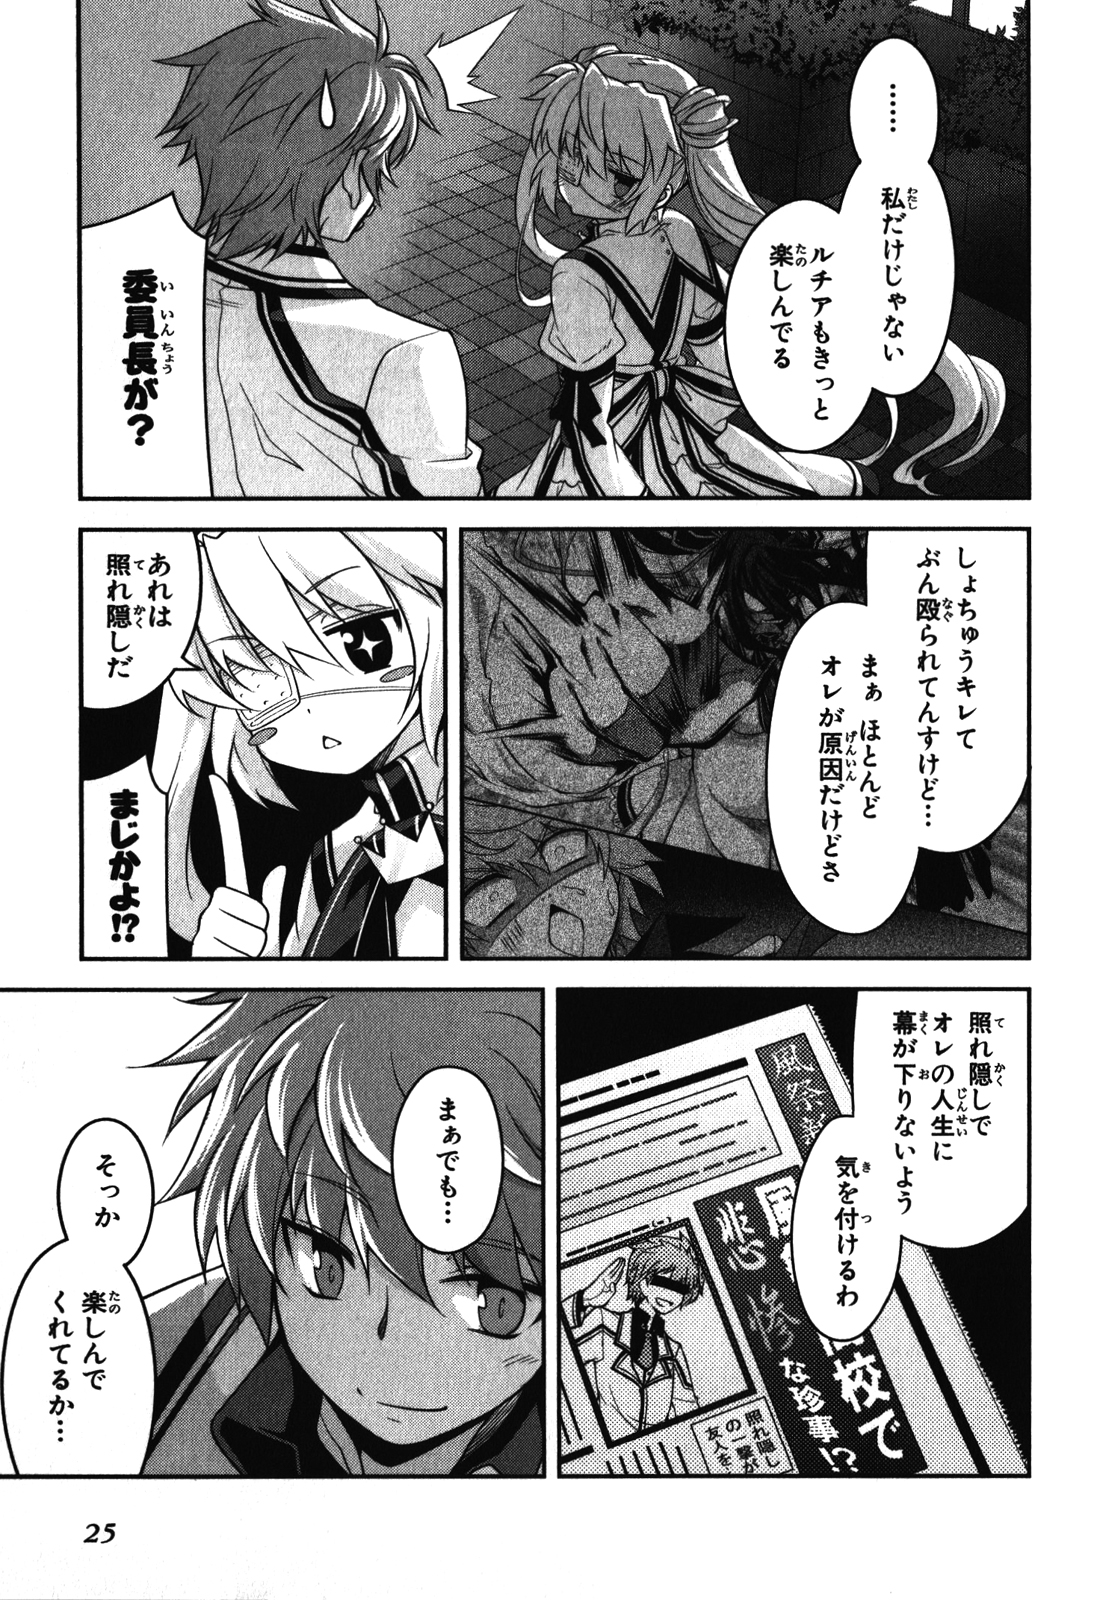 ……
私だけじゃない
ルチアもきっと
楽しんでる
委員長が？
しょちゅうキレて
ぶん殴られてんすけど…
まぁ ほとんど
オレが原因だけどさ
あれは
照れ隠しだ
まじかよ!?
照れ隠しで
オレの人生に
幕が下りないよう
気を付けるわ
風祭
校で
悲惨な珍事!?
照れ隠し
の一撃が
友人を…
まぁでも…
そっか
楽しんで
くれてるか…
25